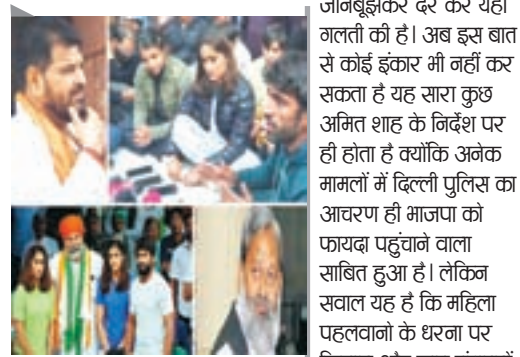 जानबूझकर देर कर यही
गलती की है। अब इस बात
से कोई इंकार भी नहीं कर
सकता है यह सारा कुछ
अमित शाह के निर्देश पर
ही होता है क्योंकि अनेक
मामलों में दिल्ली पुलिस का
आचरण ही भाजपा को
फायदा पहुंचाने वाला
साबित हुआ है। लेकिन
सवाल यह है कि महिला
पहलवानो के धरना पर